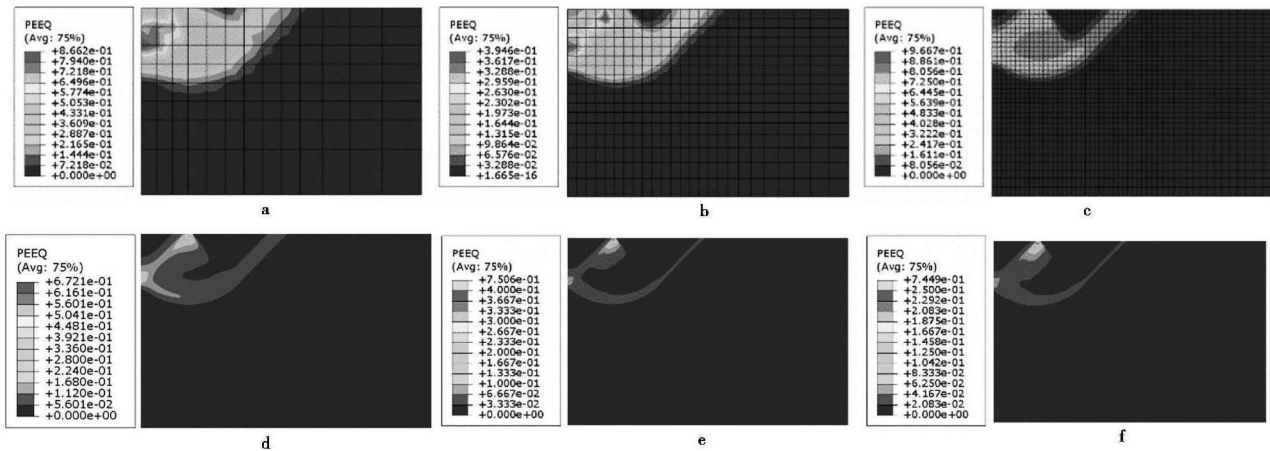 PEEQ
(Avg: 75%)
+8.662e-01
+7.940e-01
+7.218e-01
+6.496e-01
+5.774e-01
+5.053e-01
+4.331e-01
+3.609e-01
+2.887e-01
+2.165e-01
+1.444e-01
+7.218e-02
+0.000e+00
a
PEEQ
(Avg: 75%)
+3.946e-01
+3.617e-01
+3.288e-01
+2.959e-01
+2.630e-01
+2.302e-01
+1.973e-01
+1.644e-01
+1.315e-01
+9.864e-02
+6.576e-02
+3.288e-02
+1.665e-16
b
PEEQ
(Avg: 75%)
+9.667e-01
+8.861e-01
+8.056e-01
+7.250e-01
+6.445e-01
+5.639e-01
+4.833e-01
+4.028e-01
+3.222e-01
+2.417e-01
+1.611e-01
+8.056e-02
+0.000e+00
c
PEEQ
(Avg: 75%)
+6.721e-01
+6.161e-01
+5.601e-01
+5.041e-01
+4.481e-01
+3.921e-01
+3.360e-01
+2.800e-01
+2.240e-01
+1.680e-01
+1.120e-01
+5.601e-02
+0.000e+00
d
PEEQ
(Avg: 75%)
+7.506e-01
+4.000e-01
+3.667e-01
+3.333e-01
+3.000e-01
+2.667e-01
+2.333e-01
+2.000e-01
+1.667e-01
+1.333e-01
+1.000e-01
+6.667e-02
+3.333e-02
+0.000e+00
e
PEEQ
(Avg: 75%)
+7.449e-01
+2.500e-01
+2.292e-01
+2.083e-01
+1.875e-01
+1.667e-01
+1.458e-01
+1.250e-01
+1.042e-01
+8.333e-02
+6.250e-02
+4.167e-02
+2.083e-02
+0.000e+00
f